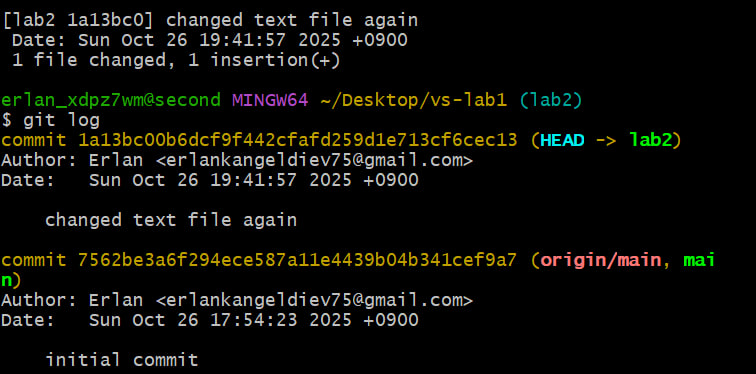 [lab2 1a13bc0] changed text file again
 Date: Sun Oct 26 19:41:57 2025 +0900
 1 file changed, 1 insertion(+)

erlan_xdpz7wm@second MINGW64 ~/Desktop/vs-lab1 (lab2)
$ git log
commit 1a13bc00b6dcf9f442cfafd259d1e713cf6cec13 (HEAD -> lab2)
Author: Erlan <erlankangeldiev75@gmail.com>
Date:   Sun Oct 26 19:41:57 2025 +0900

    changed text file again

commit 7562be3a6f294ece587a11e4439b04b341cef9a7 (origin/main, mai
n)
Author: Erlan <erlankangeldiev75@gmail.com>
Date:   Sun Oct 26 17:54:23 2025 +0900

    initial commit